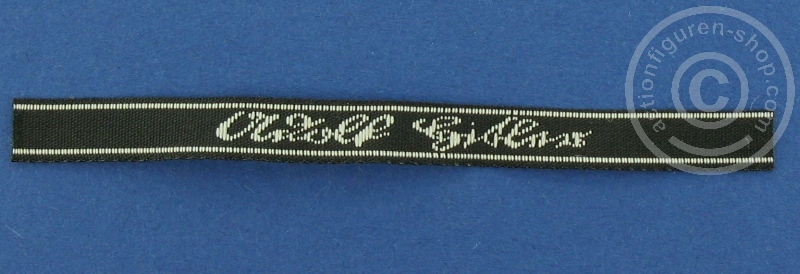 Adolf Hitler
actionfiguren-shop.com
©